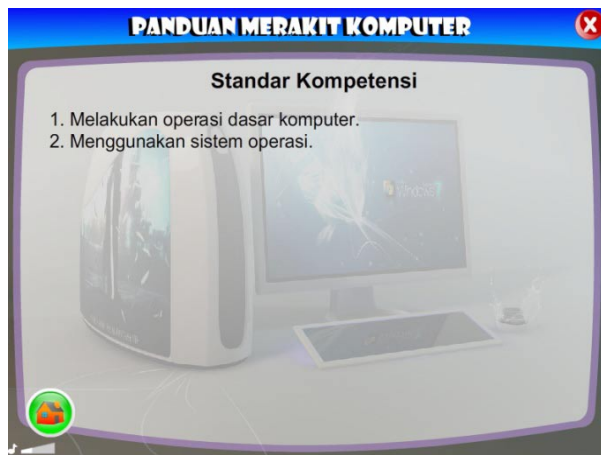 PANDUAN MERAKIT KOMPUTER
Standar Kompetensi
1. Melakukan operasi dasar komputer.
2. Menggunakan sistem operasi.